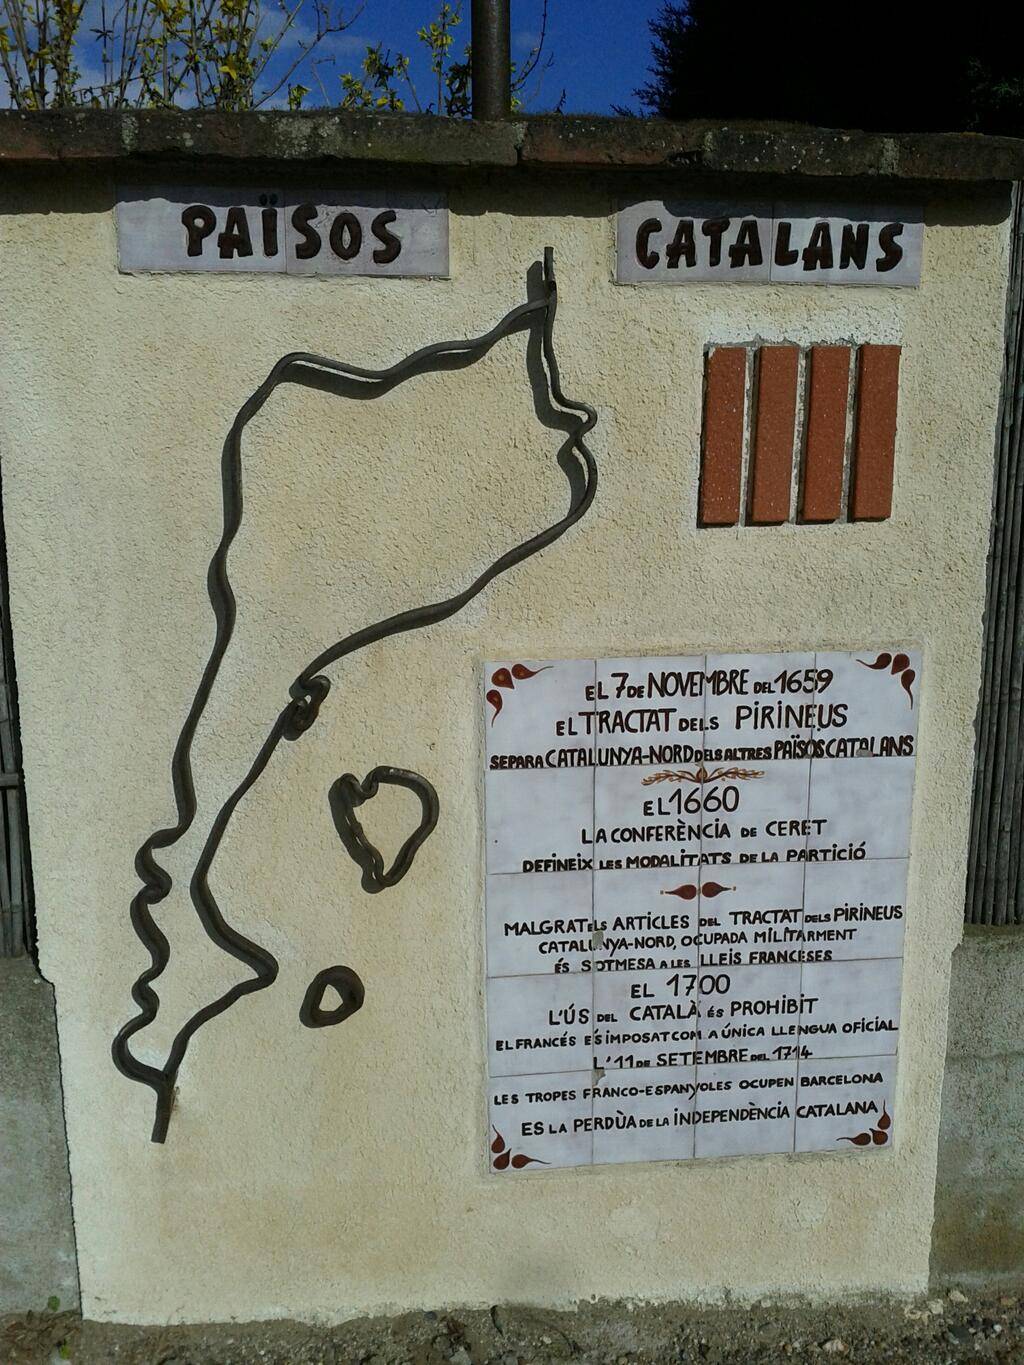 PAÏSOS CATALANS
EL 7 DE NOVEMBRE DEL 1659
EL TRACTAT DELS PIRINEUS
SEPARA CATALUNYA-NORD DELS ALTRES PAÏSOS CATALANS
EL 1660
LA CONFERÈNCIA DE CERET
DEFINEIX LES MODALITATS DE LA PARTICIÓ
MALGRAT ELS ARTICLES DEL TRACTAT DELS PIRINEUS
CATALUNYA-NORD, OCUPADA MILITARMENT
ÉS SOTMESA A LES LLEIS FRANCESES
EL 1700
L'ÚS DEL CATALÀ ÉS PROHIBIT
EL FRANCÉS ES IMPOSAT COM A ÚNICA LLENGUA OFICIAL
L'11 DE SETEMBRE DEL 1714
LES TROPES FRANCO-ESPANYOLES OCUPEN BARCELONA
ES LA PERDÙA DE LA INDEPENDÈNCIA CATALANA